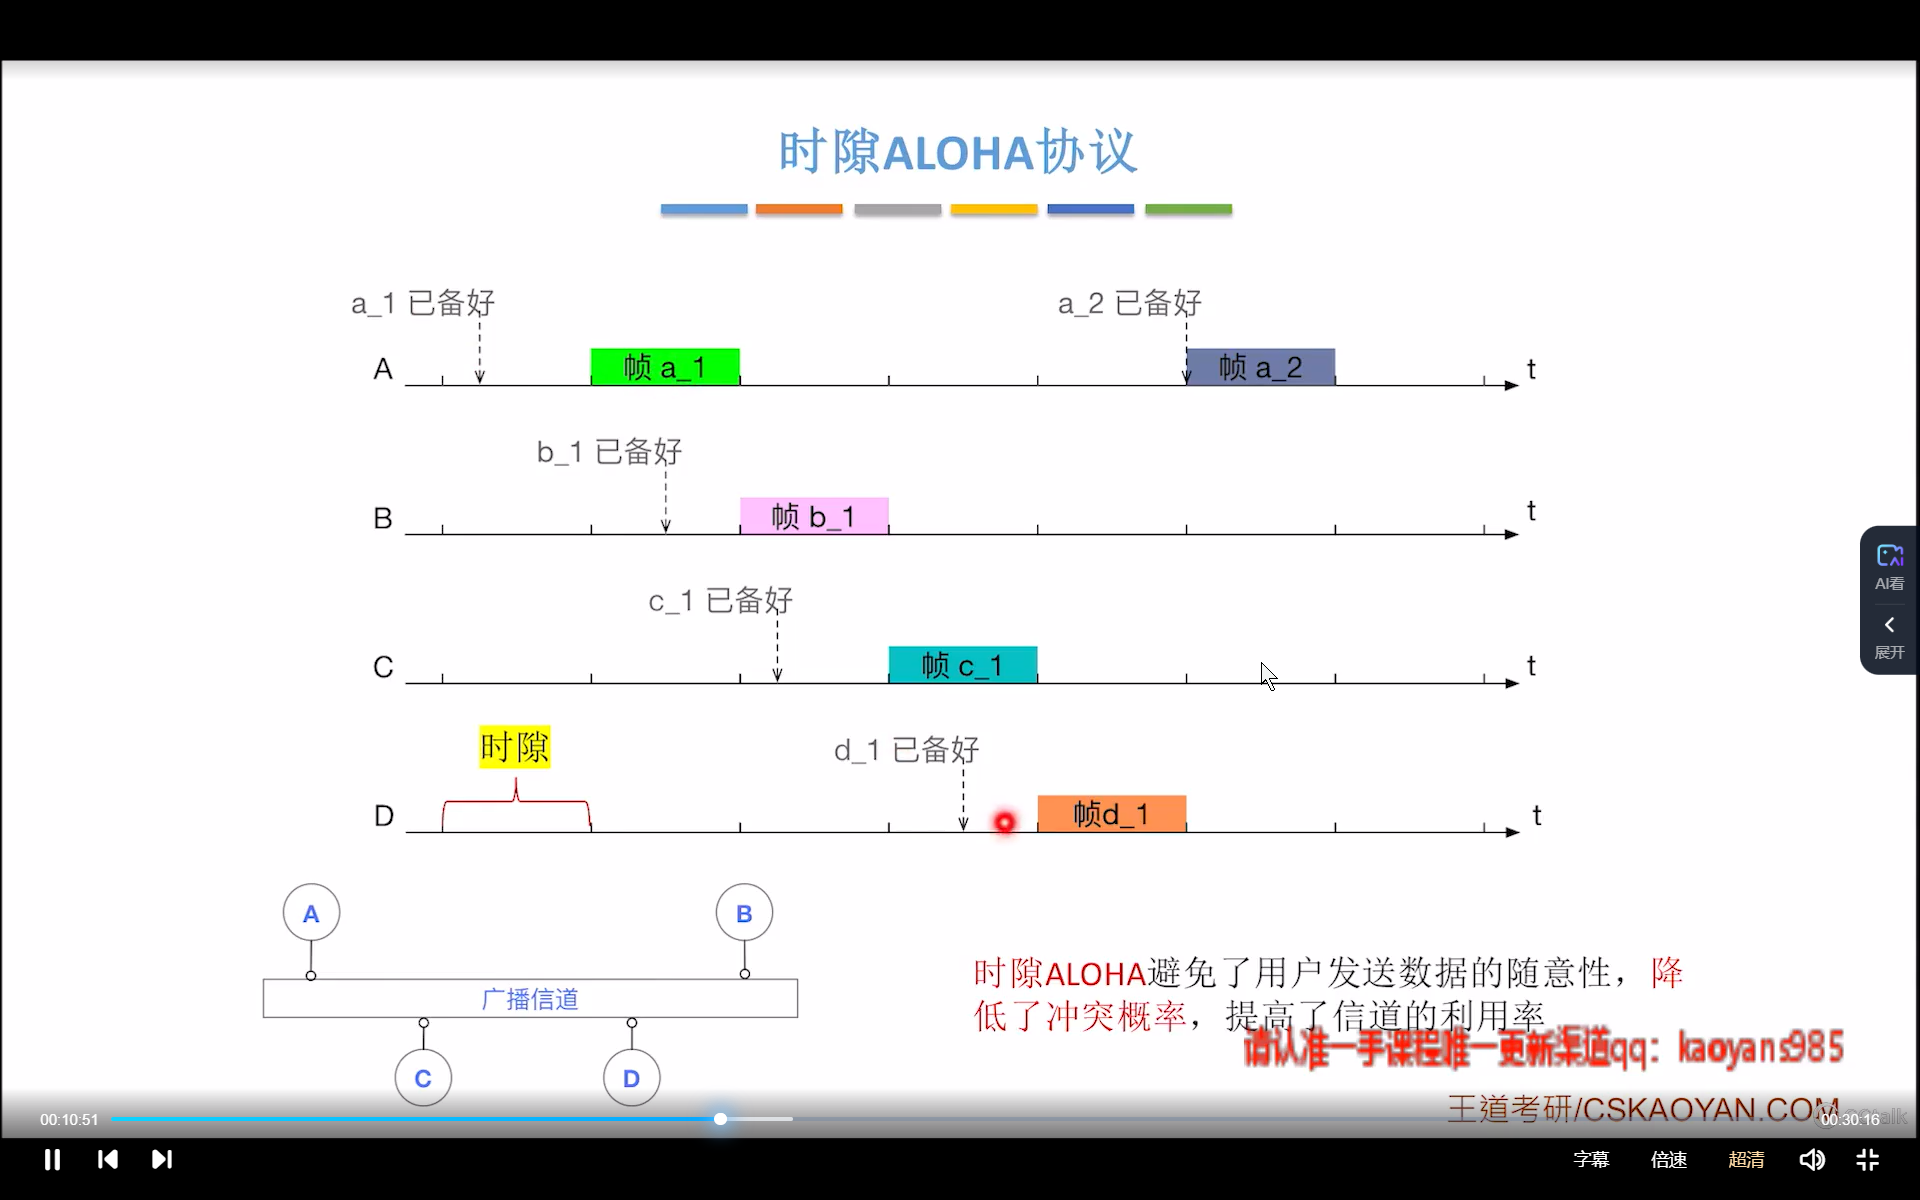 时隙ALOHA协议
a_1 已备好
a_2 已备好
A
帧 a_1
帧 a_2
t
b_1 已备好
B
帧 b_1
t
c_1 已备好
C
帧 c_1
t
时隙
d_1 已备好
D
帧d_1
t
AI看
展开
A
B
广播信道
C
D
时隙ALOHA避免了用户发送数据的随意性，降
低了冲突概率，提高了信道的利用率
请认准一手课程唯一更新渠道qq：kaoyans985
王道考研/CSKAOYAN.COM
00:10:51
00:30:16
字幕
倍速
超清